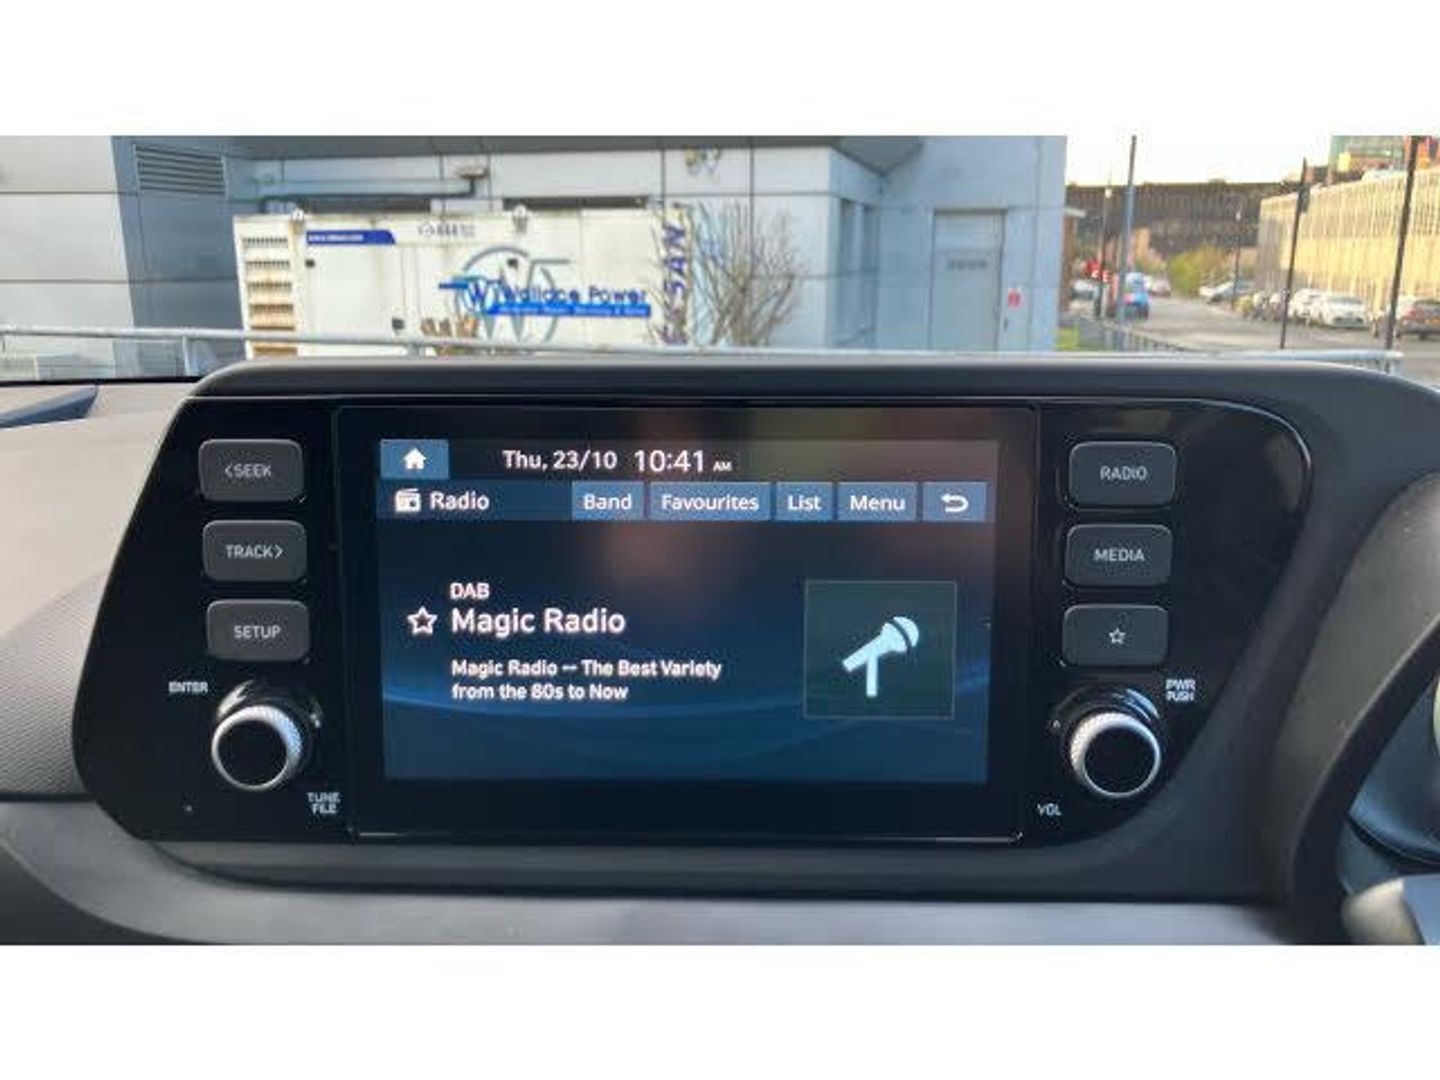 Wallace Power
<SEEK
TRACK>
SETUP
ENTER
TUNE
FILE
Thu, 23/10 10:41 AM
Radio Band Favourites List Menu
DAB
Magic Radio
Magic Radio -- The Best Variety
from the 80s to Now
RADIO
MEDIA
PWR
PUSH
VOL